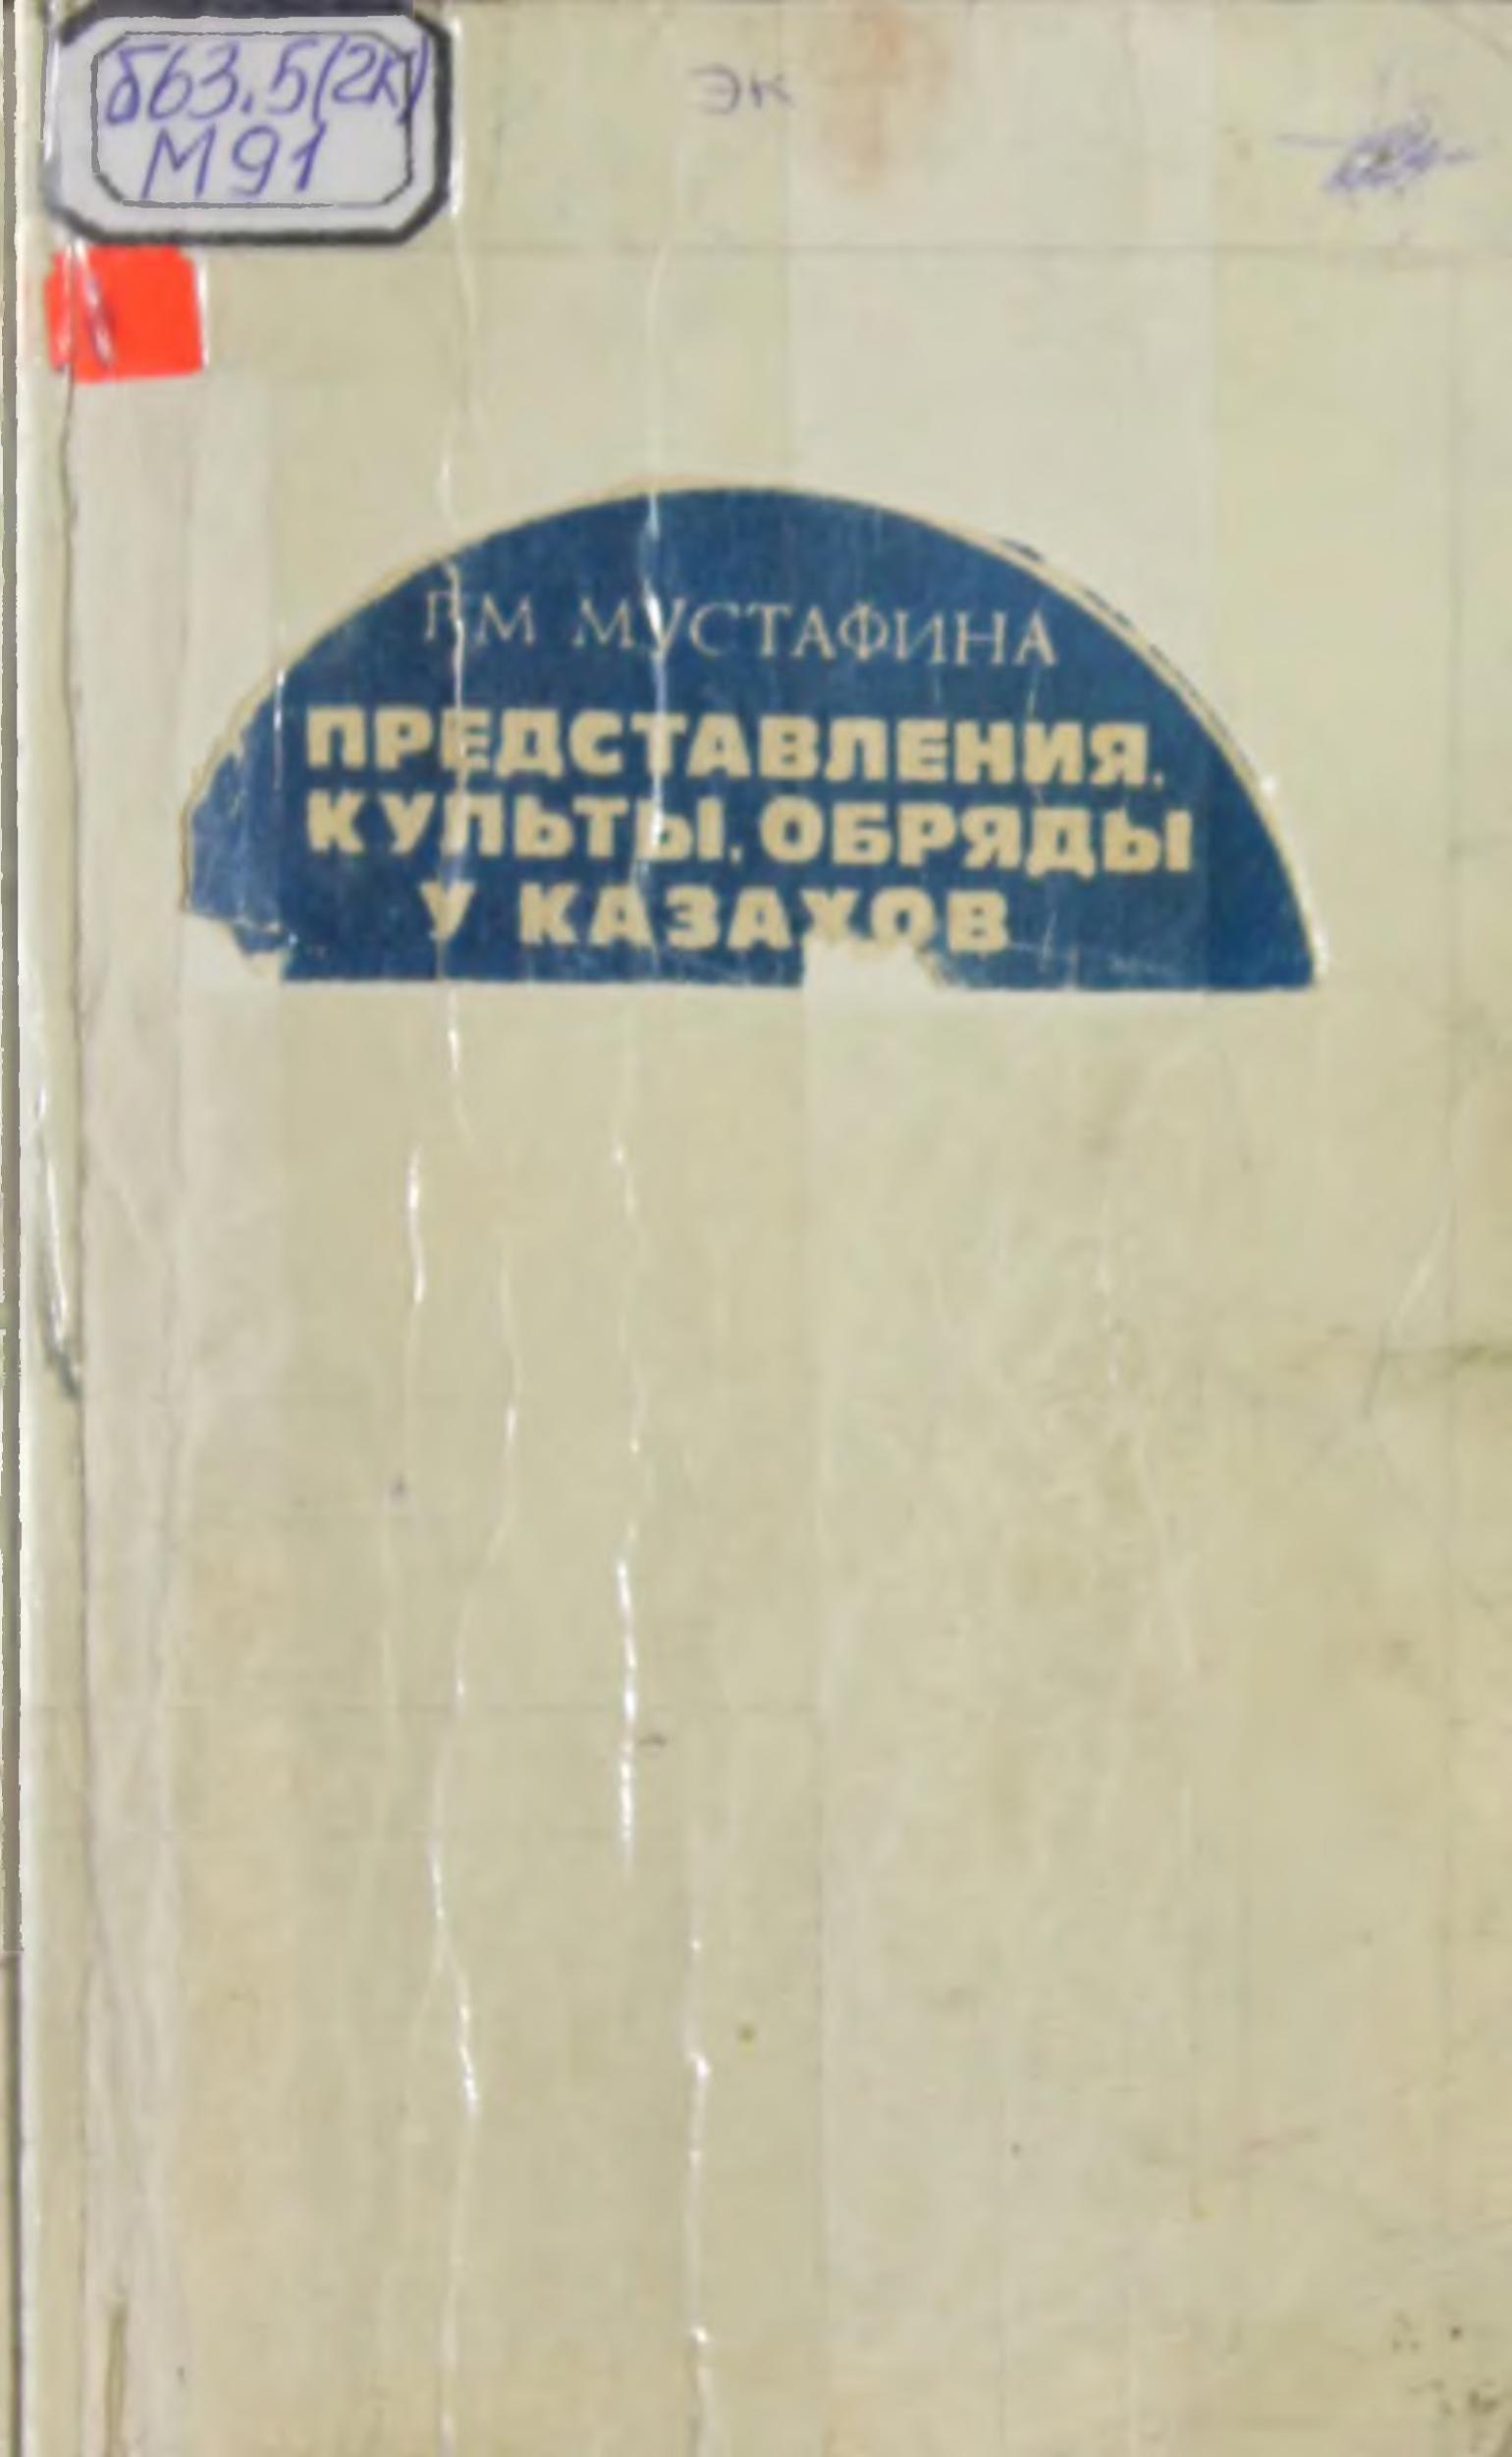 б63.5(2К)
М91
ЭК
Р М МУСТАФИНА
ПРЕДСТАВЛЕНИЯ,
КУЛЬТЫ, ОБРЯДЫ
У КАЗАХОВ